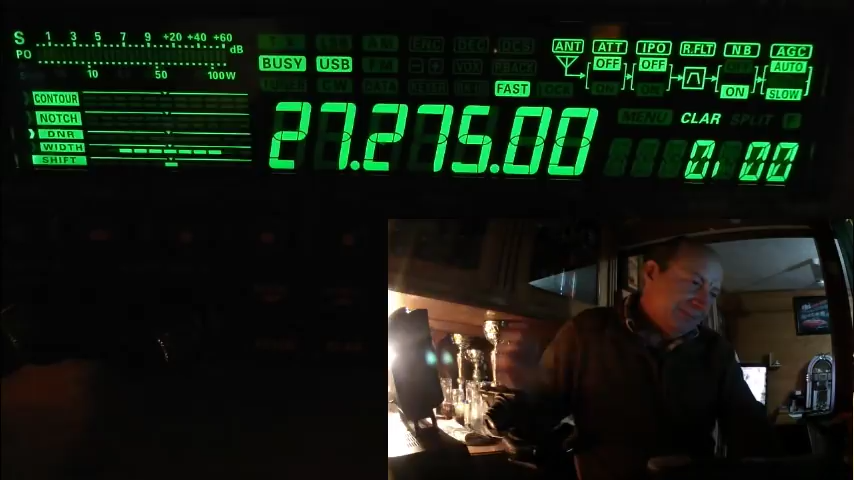 S 1 3 5 7 9 +20 +40 +60 dB
PO 10 50 100W
BUSY USB
FAST
ANT ATT IPO R.FLT NB AGC
OFF OFF AUTO
ON SLOW
CONTOUR
NOTCH
DNR
WIDTH
SHIFT
27.275.00
MENU CLAR SPLIT
0. 00